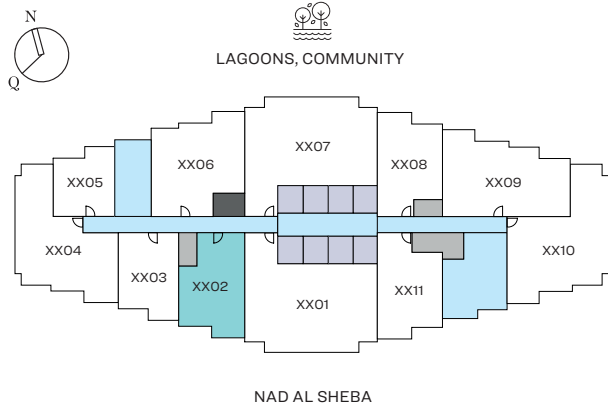 N
Q
LAGOONS, COMMUNITY
XX07
XX06
XX08
XX05
XX09
XX04
XX03
XX02
XX01
XX11
XX10
NAD AL SHEBA